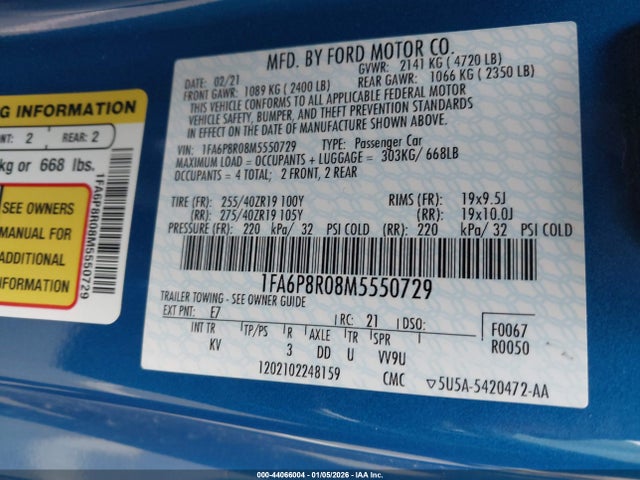 NG INFORMATION
NT: 2 REAR: 2
kg or 668 lbs.
SEE OWNERS
MANUAL FOR
ADDITIONAL
INFORMATION
1FA6P8R08M5550729
MFD. BY FORD MOTOR CO.
DATE: 02/21 GVWR: 2141 KG ( 4720 LB)
FRONT GAWR: 1089 KG ( 2400 LB) REAR GAWR: 1066 KG ( 2350 LB)
THIS VEHICLE CONFORMS TO ALL APPLICABLE FEDERAL MOTOR
VEHICLE SAFETY, BUMPER, AND THEFT PREVENTION STANDARDS
IN EFFECT ON THE DATE OF MANUFACTURE SHOWN ABOVE.
VIN: 1FA6P8R08M5550729 TYPE: Passenger Car
MAXIMUM LOAD = OCCUPANTS + LUGGAGE = 303KG/ 668LB
OCCUPANTS = 4 TOTAL; 2 FRONT, 2 REAR
TIRE (FR): 255/40ZR19 100Y RIMS (FR): 19x9.5J
(RR): 275/40ZR19 105Y (RR): 19x10.0J
PRESSURE (FR): 220 kPa/ 32 PSI COLD (RR): 220 kPa/ 32 PSI COLD
1FA6P8R08M5550729
TRAILER TOWING - SEE OWNER GUIDE
EXT PNT: E7 RC: 21 DSO: F0067
INT TR TP/PS R AXLE TR SPR R0050
KV 3 DD U VV9U
1202102248159 CMC ▽5U5A-5420472-AA
000-44066004 - 01/05/2026 - IAA Inc.